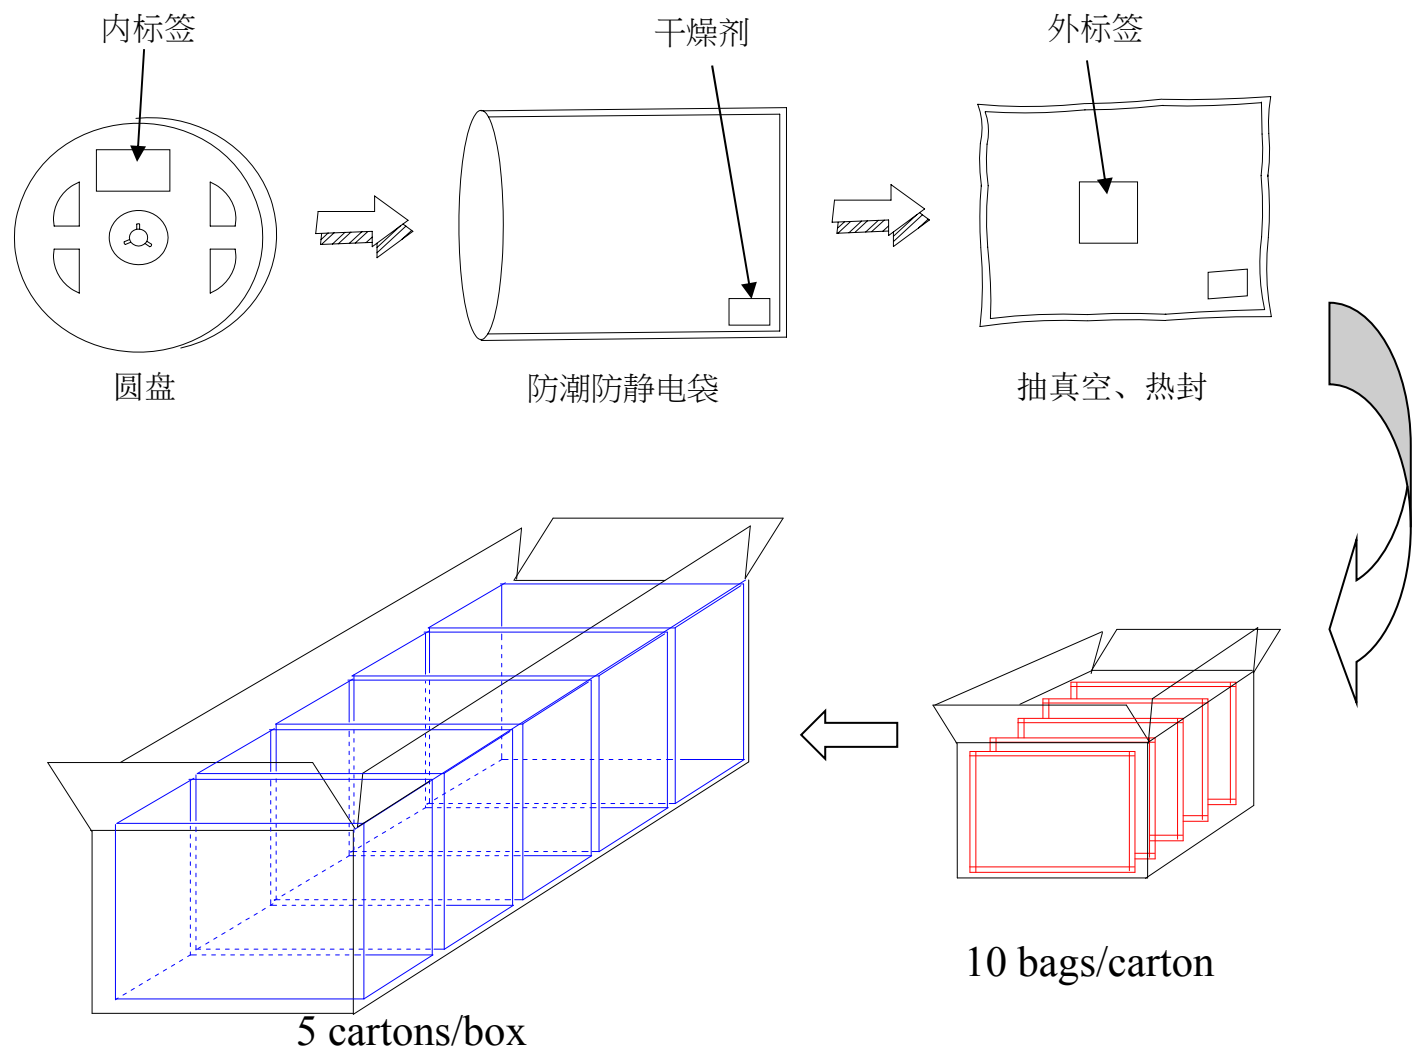 内标签
干燥剂
外标签
圆盘
防潮防静电袋
抽真空、热封
10 bags/carton
5 cartons/box